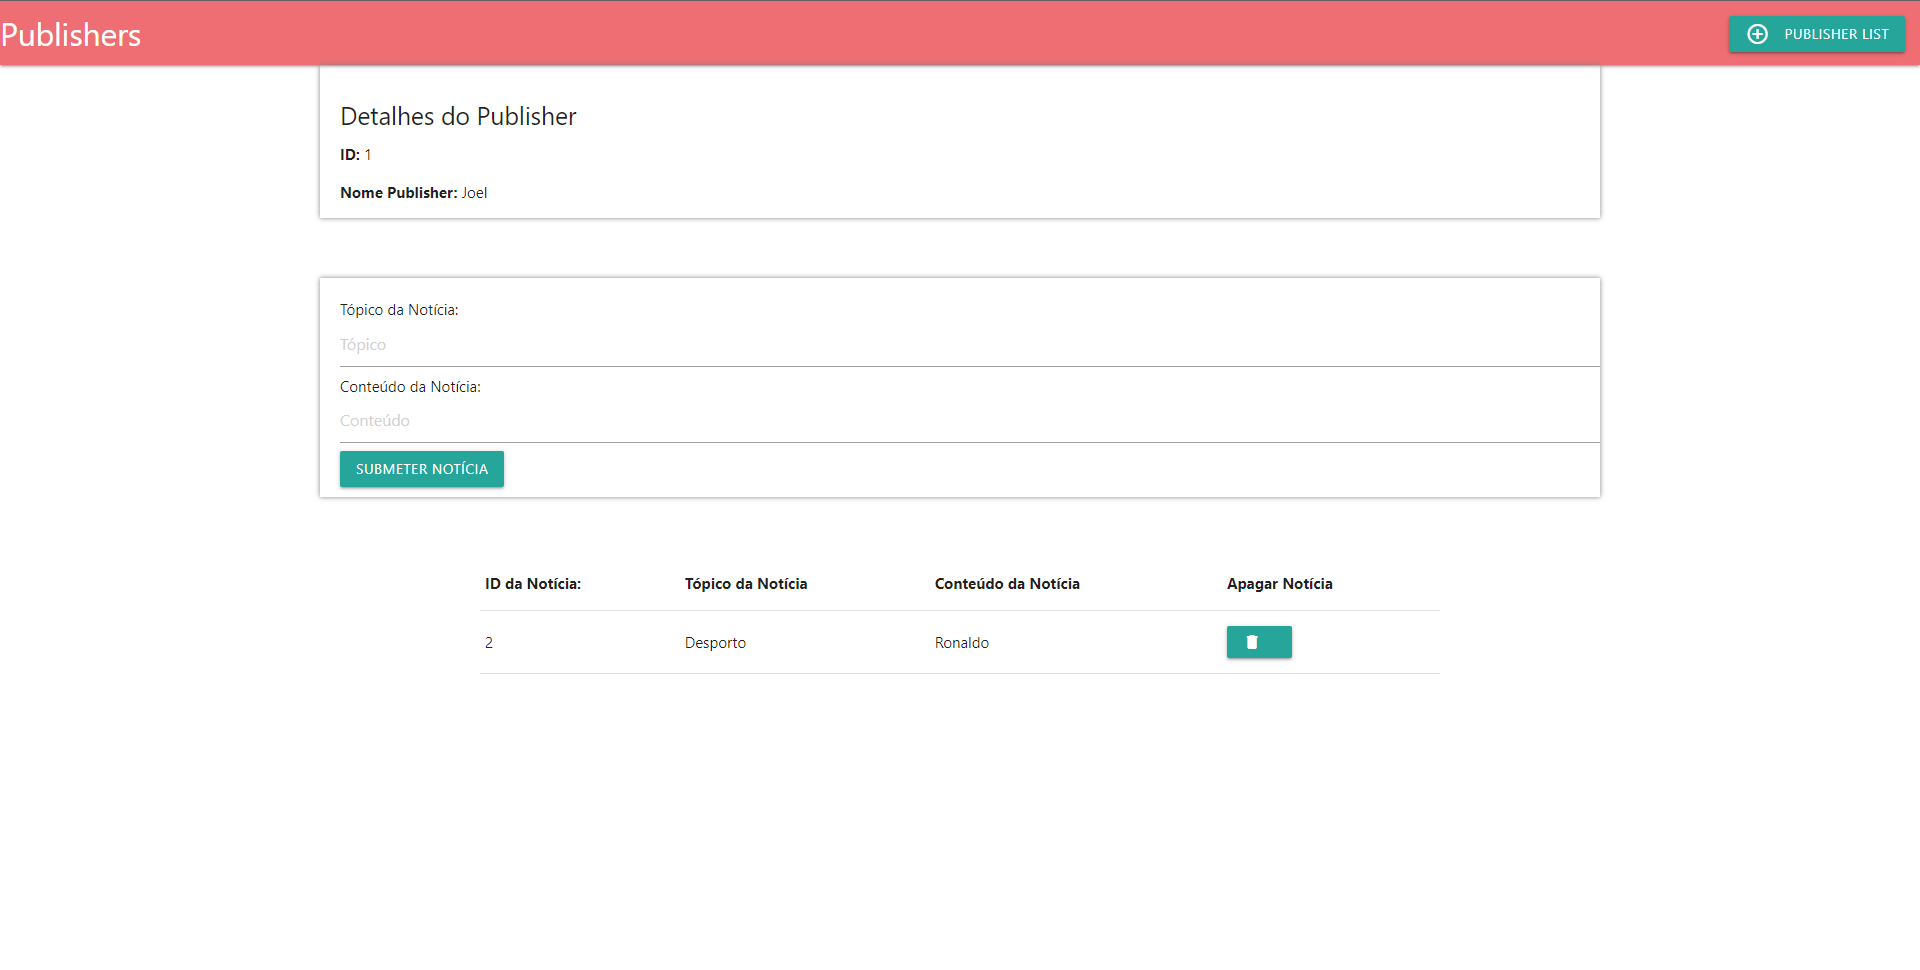 Publishers
PUBLISHER LIST
Detalhes do Publisher
ID: 1
Nome Publisher: Joel
Tópico da Notícia:
Tópico
Conteúdo da Notícia:
Conteúdo
SUBMETER NOTÍCIA
ID da Notícia: Tópico da Notícia Conteúdo da Notícia Apagar Notícia
2 Desporto Ronaldo